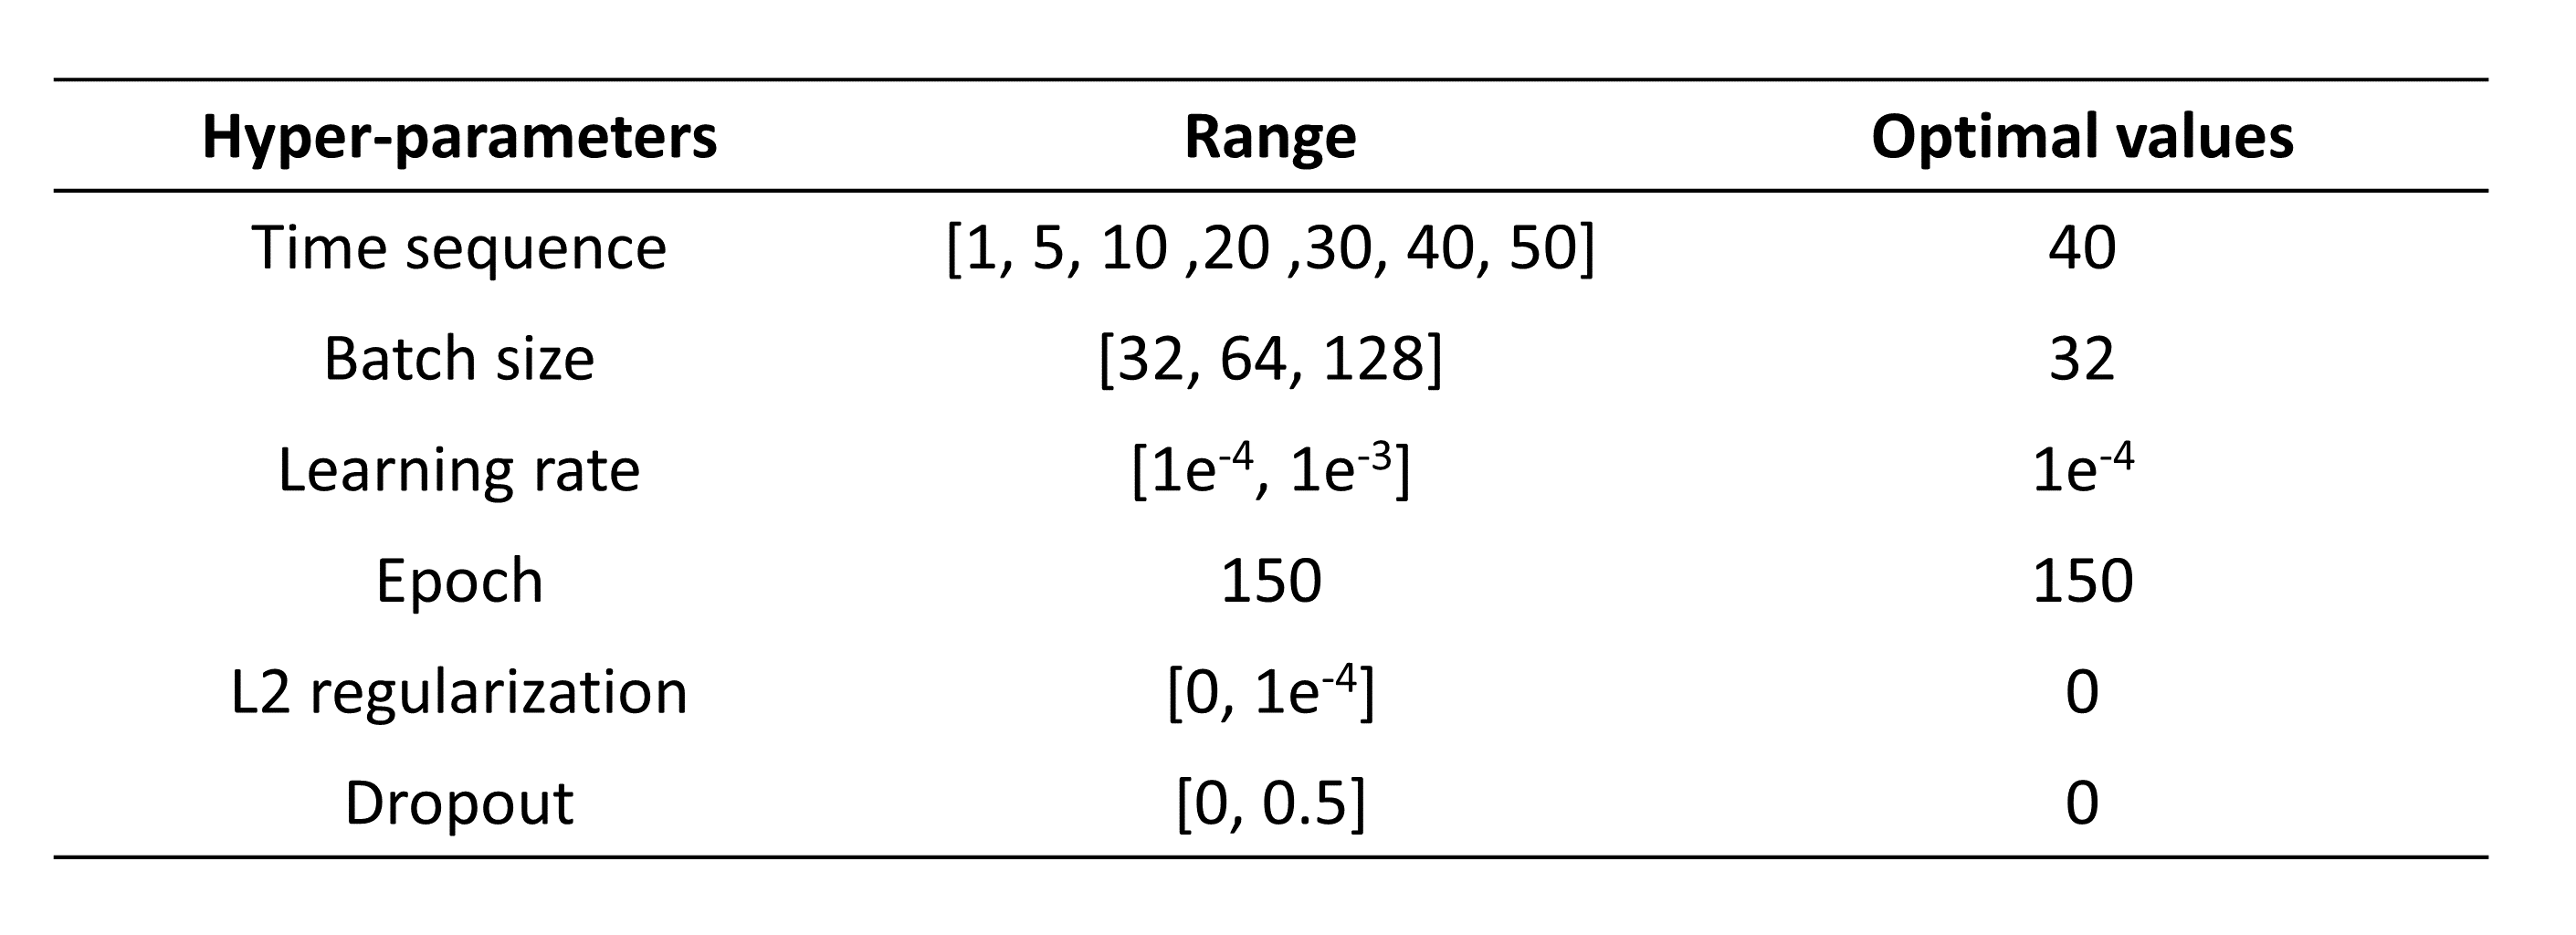 Hyper-parameters Range Optimal values
Time sequence [1, 5, 10 ,20 ,30, 40, 50] 40
Batch size [32, 64, 128] 32
Learning rate [1e⁻⁴, 1e⁻³] 1e⁻⁴
Epoch 150 150
L2 regularization [0, 1e⁻⁴] 0
Dropout [0, 0.5] 0